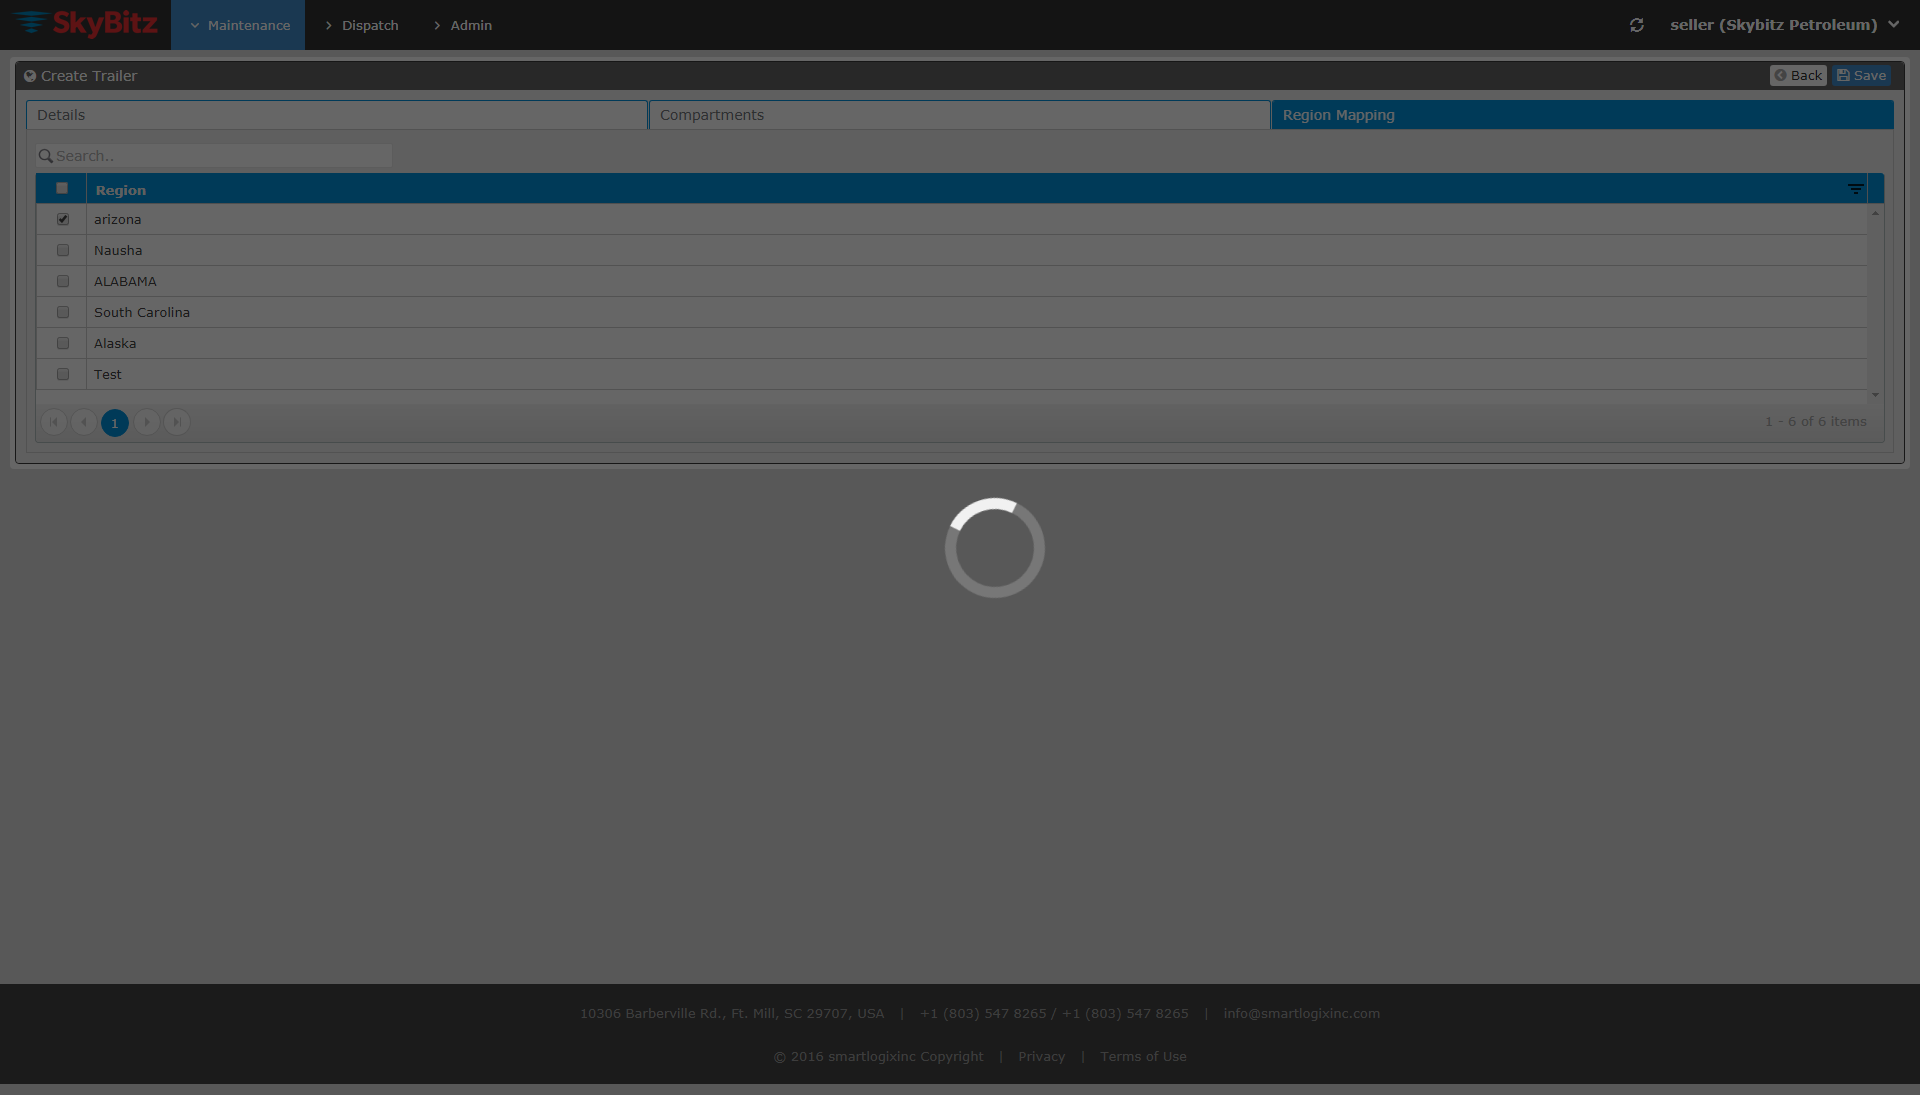 SkyBitz
Maintenance
Dispatch
Admin
seller (Skybitz Petroleum)
Create Trailer
Back
Save
Details
Compartments
Region Mapping
Search..
Region
arizona
Nausha
ALABAMA
South Carolina
Alaska
Test
1
1 - 6 of 6 items
10306 Barberville Rd., Ft. Mill, SC 29707, USA | +1 (803) 547 8265 / +1 (803) 547 8265 | info@smartlogixinc.com
© 2016 smartlogixinc Copyright | Privacy | Terms of Use